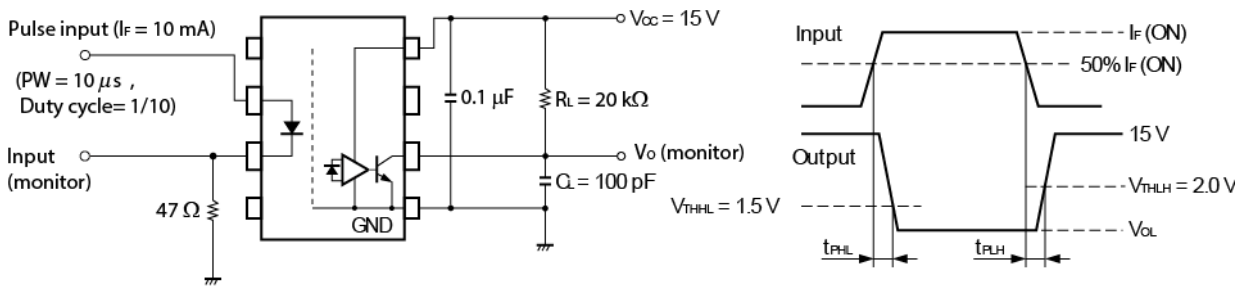 Pulse input (IF = 10 mA)
(PW = 10 μs ,
Duty cycle= 1/10)
Input
(monitor)
47 Ω
GND
VCC = 15 V
0.1 μF
RL = 20 kΩ
VO (monitor)
CL = 100 pF
Input
IF (ON)
50% IF (ON)
15 V
Output
VTHLH = 2.0 V
VTHHL = 1.5 V
VOL
tPHL
tPLH